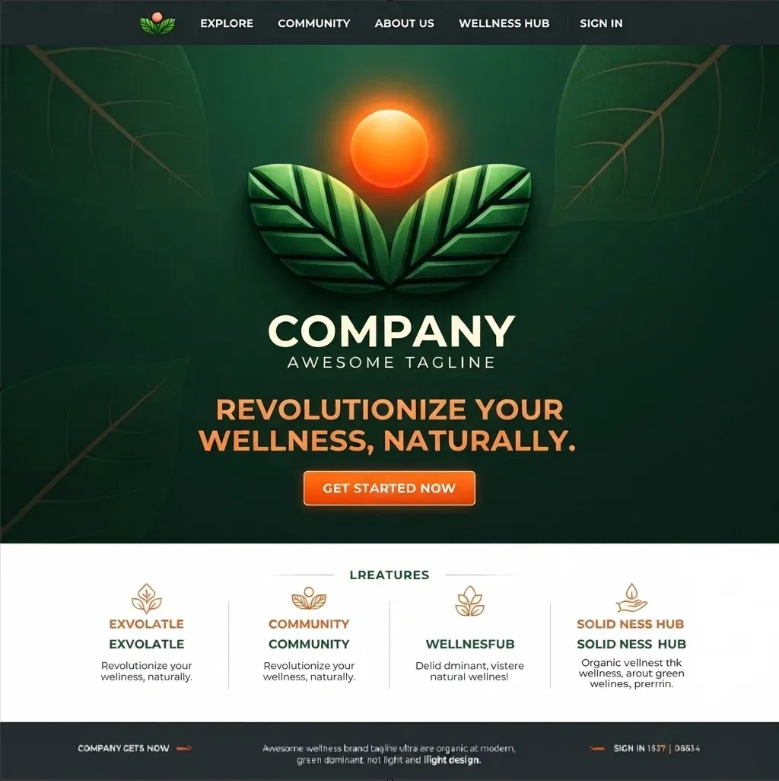 EXPLORE COMMUNITY ABOUT US WELLNESS HUB SIGN IN
COMPANY
AWESOME TAGLINE
REVOLUTIONIZE YOUR
WELLNESS, NATURALLY.
GET STARTED NOW
LREATURES
EXVOLATLE
EXVOLATLE
Revolutionize your
weliness, naturally.
COMMUNITY
COMMUNITY
Revolutionize your
wellness, naturally.
WELLNESFUB
Delid dminant, vistere
natural wellnes!
SOLID NESS HUB
SOLID NESS HUB
Organic vellnest thk
wellness, arout green
welines, prerrin.
COMPANY GETS NOW
Awesome wellness brand tagline ultra ere organic at modern,
green dominant, not light and llight design.
SIGN IN 1537 | 08634